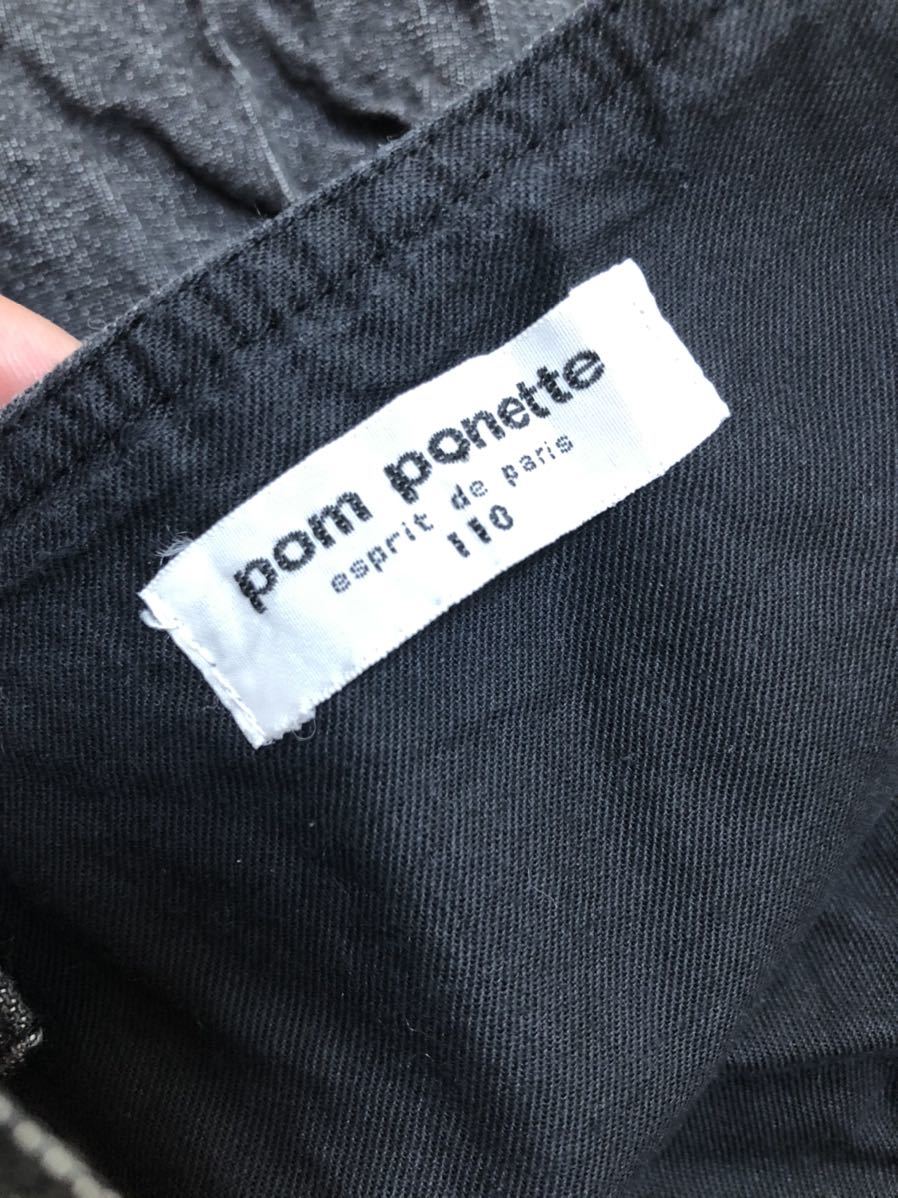 pom ponette
esprit de paris
110